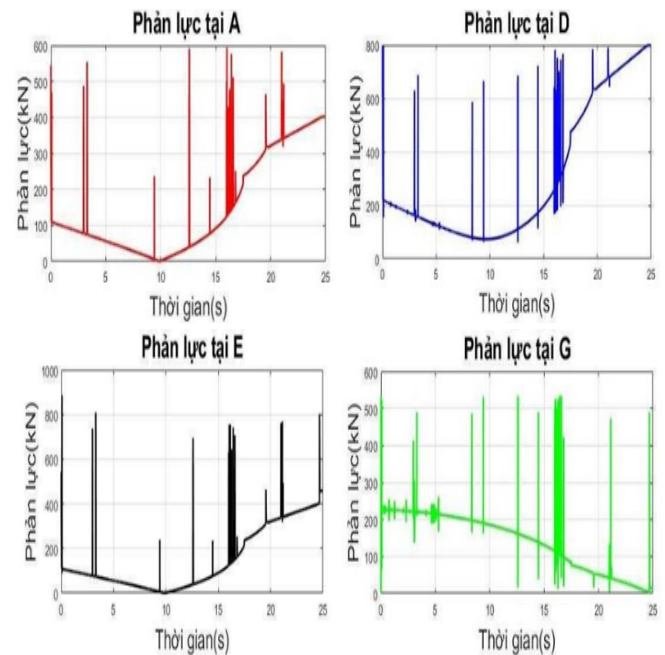 Phản lực tại A
Phản lực(kN)
600
500
400
300
200
100
0
0 5 10 15 20 25
Thời gian(s)
Phản lực tại D
Phản lực(kN)
800
600
400
200
0
0 5 10 15 20 25
Thời gian(s)
Phản lực tại E
Phản lực(kN)
1000
800
600
400
200
0
0 5 10 15 20 25
Thời gian(s)
Phản lực tại G
Phản lực(kN)
600
500
400
300
200
100
0
0 5 10 15 20 25
Thời gian(s)